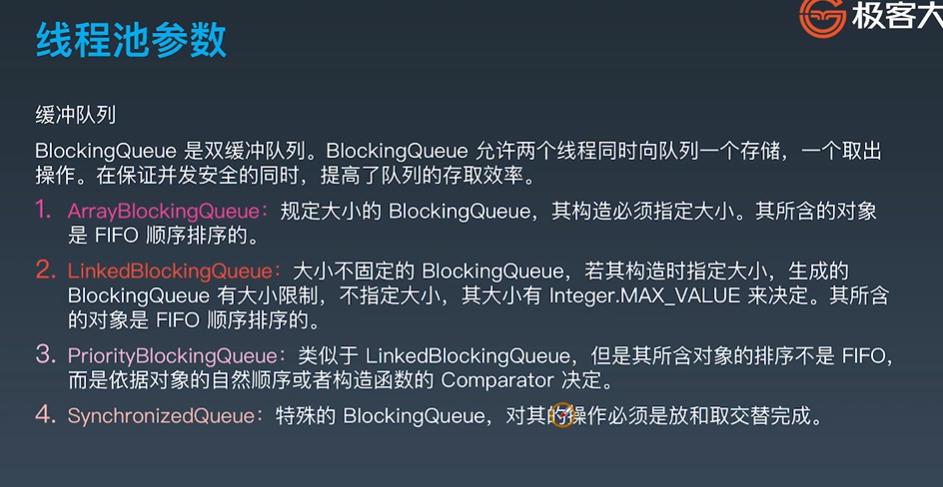 极客大
线程池参数
缓冲队列
BlockingQueue 是双缓冲队列。BlockingQueue 允许两个线程同时向队列一个存储，一个取出
操作。在保证并发安全的同时，提高了队列的存取效率。
1. ArrayBlockingQueue：规定大小的 BlockingQueue，其构造必须指定大小。其所含的对象
是 FIFO 顺序排序的。
2. LinkedBlockingQueue：大小不固定的 BlockingQueue，若其构造时指定大小，生成的
BlockingQueue 有大小限制，不指定大小，其大小有 Integer.MAX_VALUE 来决定。其所含
的对象是 FIFO 顺序排序的。
3. PriorityBlockingQueue：类似于 LinkedBlockingQueue，但是其所含对象的排序不是 FIFO，
而是依据对象的自然顺序或者构造函数的 Comparator 决定。
4. SynchronizedQueue：特殊的 BlockingQueue，对其的操作必须是放和取交替完成。